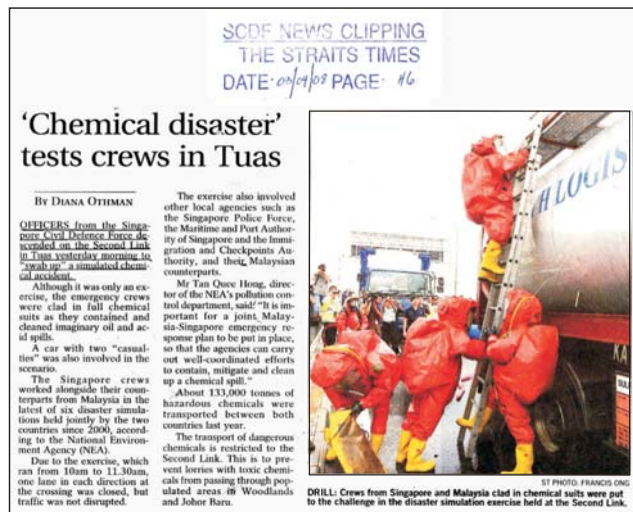 SCDF NEWS CLIPPING
THE STRAITS TIMES
DATE · 03/04/08 PAGE - H6
‘Chemical disaster’
tests crews in Tuas
BY DIANA OTHMAN
OFFICERS from the Singa-
pore Civil Defence Force de-
scended on the Second Link
in Tuas yesterday morning to
“swab up” a simulated chemi-
cal accident.
Although it was only an ex-
ercise, the emergency crews
were clad in full chemical
suits as they contained and
cleaned imaginary oil and ac-
id spills.
A car with two “casual-
ties” was also involved in the
scenario.
The Singapore crews
worked alongside their coun-
terparts from Malaysia in the
latest of six disaster simula-
tions held jointly by the two
countries since 2000, accord-
ing to the National Environ-
ment Agency (NEA).
Due to the exercise, which
ran from 10am to 11.30am,
one lane in each direction at
the crossing was closed, but
traffic was not disrupted.
The exercise also involved
other local agencies such as
the Singapore Police Force,
the Maritime and Port Author-
ity of Singapore and the Immi-
gration and Checkpoints Au-
thority, and their Malaysian
counterparts.
Mr Tan Quee Hong, direc-
tor of the NEA's pollution con-
trol department, said: “It is im-
portant for a joint Malay-
sia-Singapore emergency re-
sponse plan to be put in place,
so that the agencies can carry
out well-coordinated efforts
to contain, mitigate and clean
up a chemical spill.”
About 133,000 tonnes of
hazardous chemicals were
transported between both
countries last year.
The transport of dangerous
chemicals is restricted to the
Second Link. This is to pre-
vent lorries with toxic chemi-
cals from passing through pop-
ulated areas in Woodlands
and Johor Baru.
H LOGIS
KA
SUL
ST PHOTO: FRANCIS ONG
DRILL: Crews from Singapore and Malaysia clad in chemical suits were put
to the challenge in the disaster simulation exercise held at the Second Link.